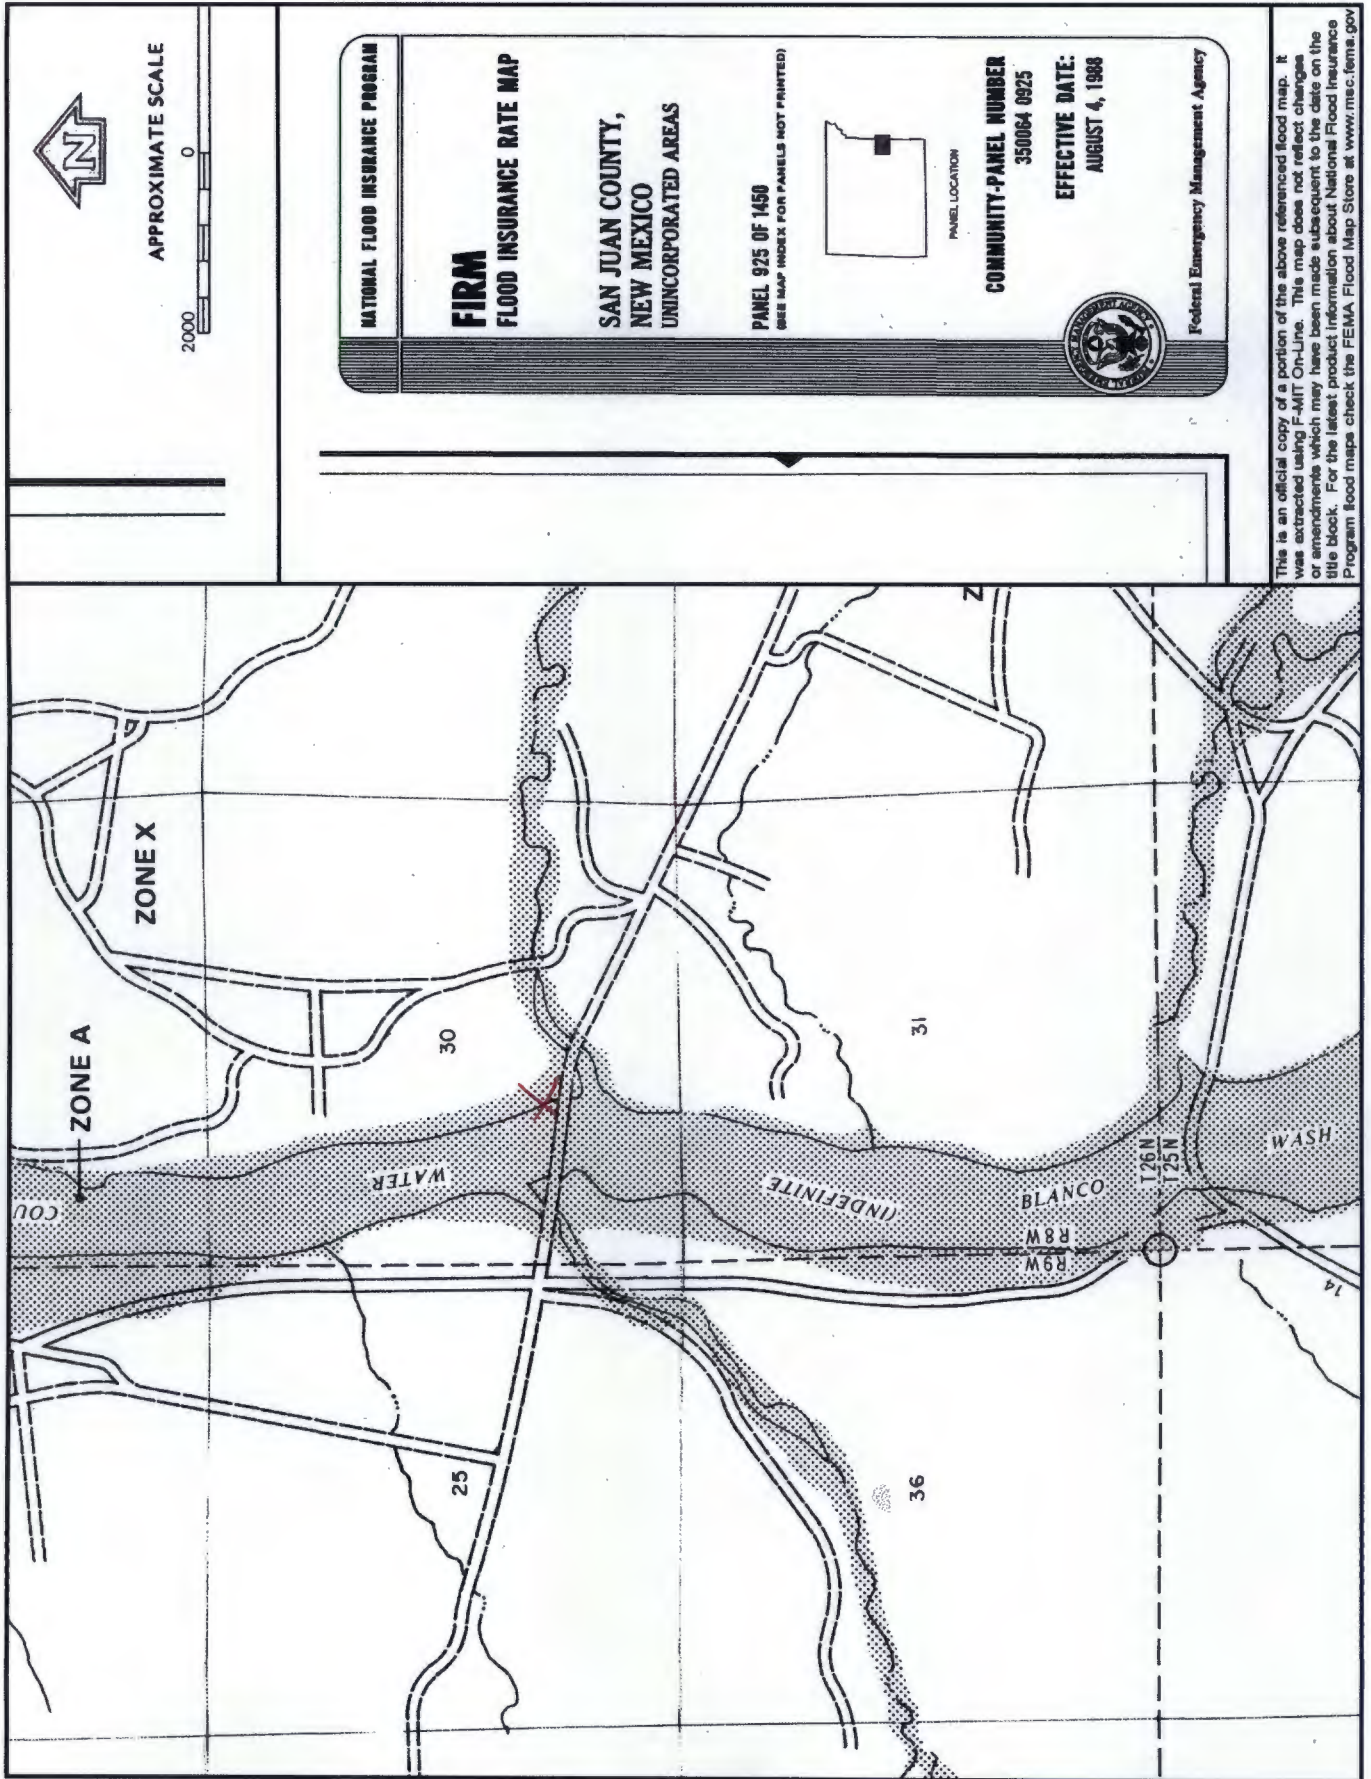 APPROXIMATE SCALE
2000 0
N
NATIONAL FLOOD INSURANCE PROGRAM
FIRM
FLOOD INSURANCE RATE MAP
SAN JUAN COUNTY,
NEW MEXICO
UNINCORPORATED AREAS
PANEL 925 OF 1450
(SEE MAP INDEX FOR PANELS NOT PRINTED)
PANEL LOCATION
COMMUNITY-PANEL NUMBER
350064 0925
EFFECTIVE DATE:
AUGUST 4, 1988
FEDERAL EMERGENCY MANAGEMENT AGENCY
Federal Emergency Management Agency
This is an official copy of a portion of the above referenced flood map. It
was extracted using F-MIT On-Line. This map does not reflect changes
or amendments which may have been made subsequent to the date on the
title block. For the latest product information about National Flood Insurance
Program flood maps check the FEMA Flood Map Store at www.msc.fema.gov
ZONE A
ZONE X
COU
WATER
30
25
(INDEFINITE
31
36
Z
BLANCO
R9W
R8W
T26N
T25N
WASH
14